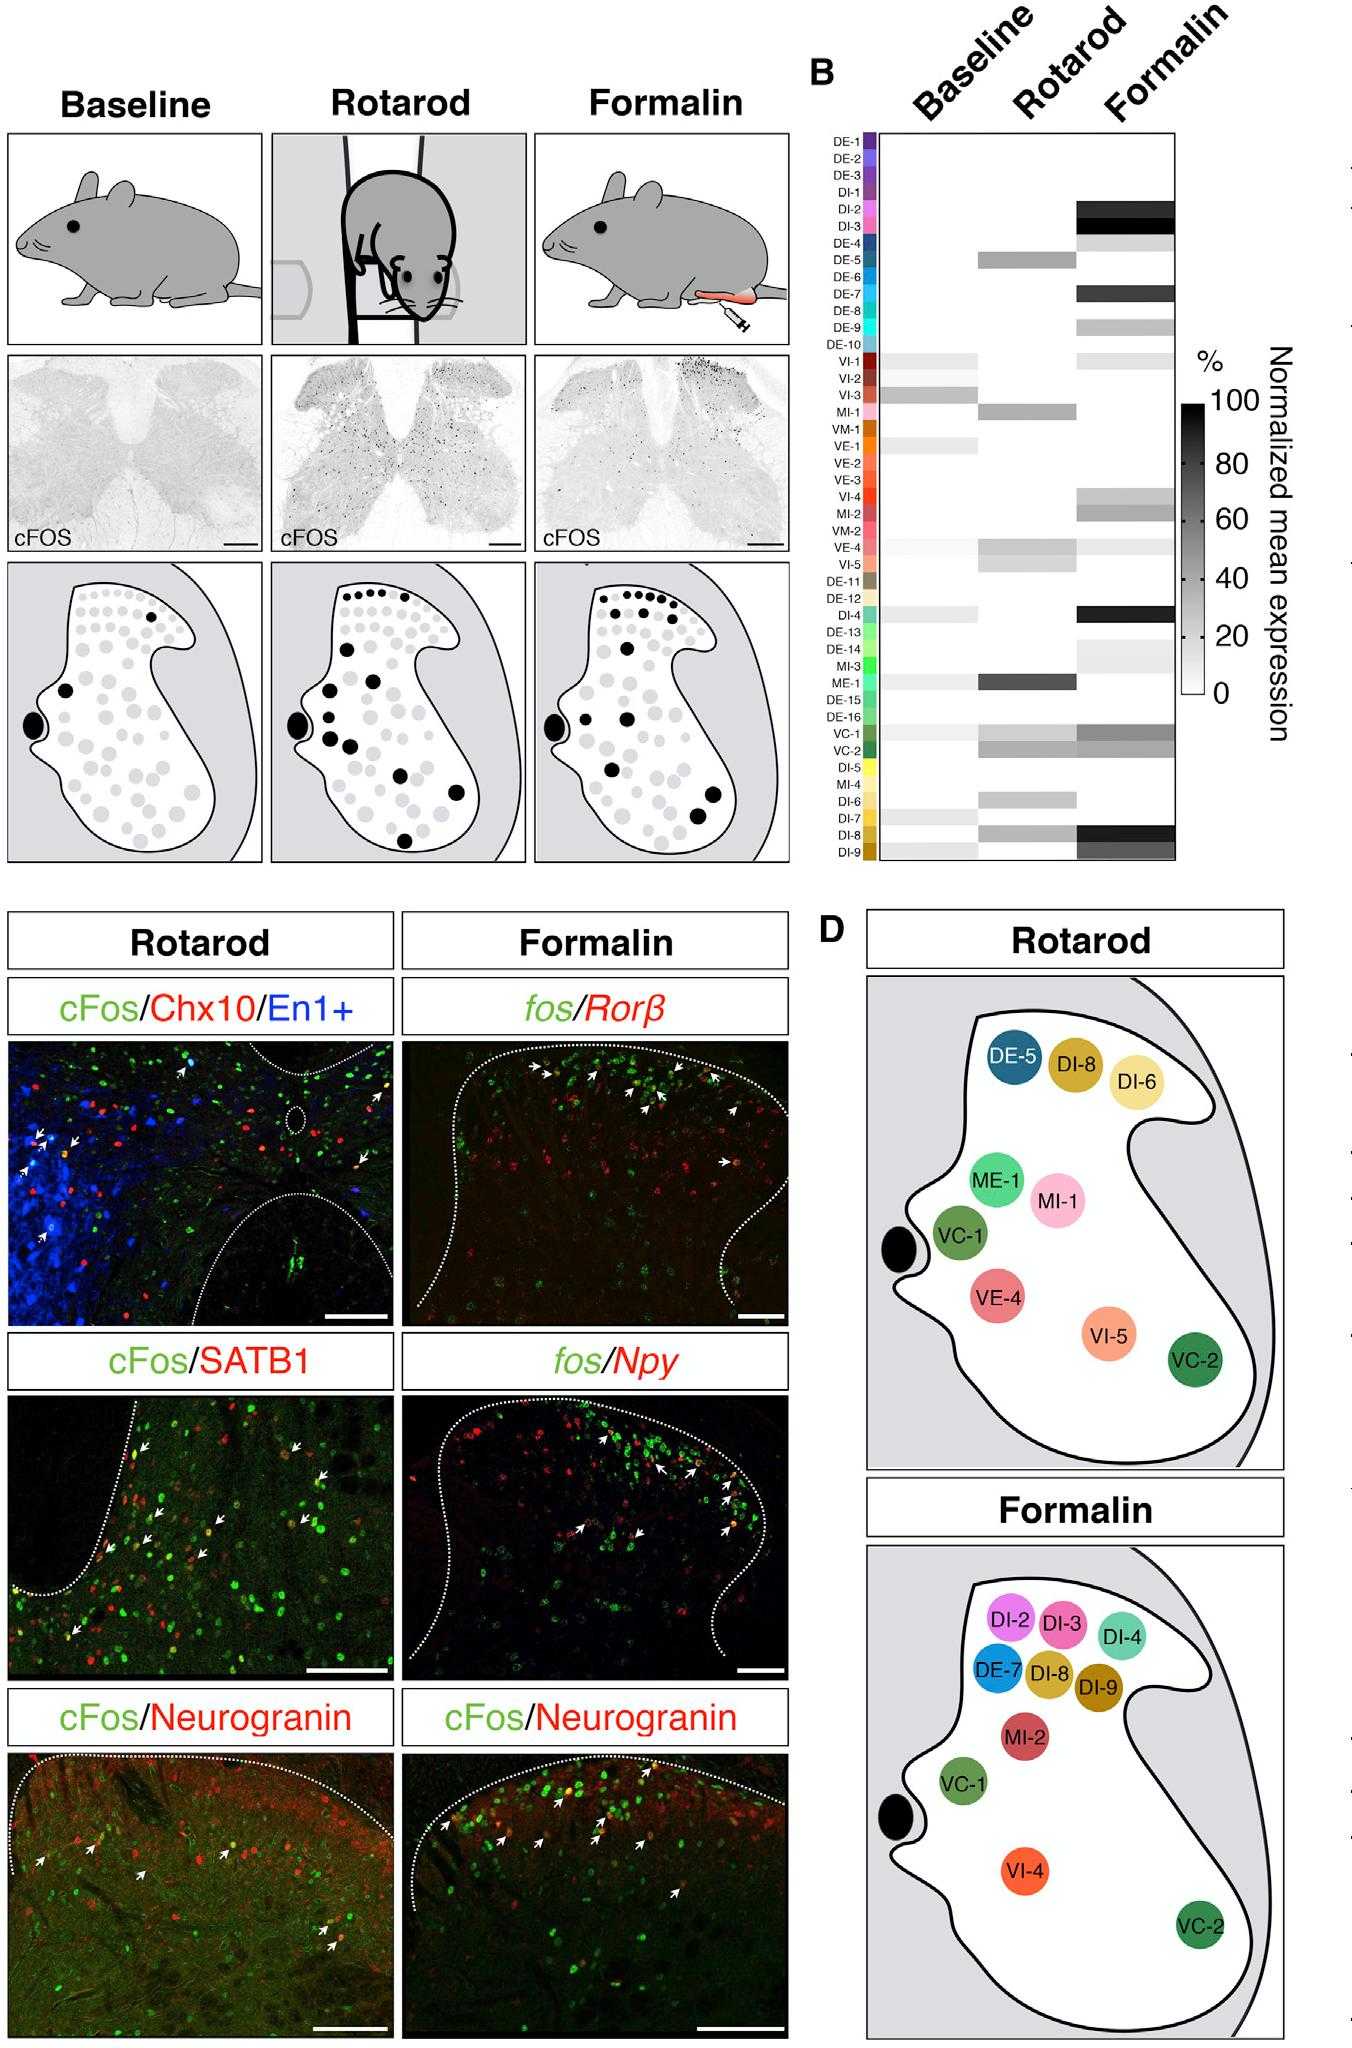 Baseline
Rotarod
Formalin
cFOS
cFOS
cFOS
B
Baseline
Rotarod
Formalin
DE-1
DE-2
DE-3
DI-1
DI-2
DI-3
DE-4
DE-5
DE-6
DE-7
DE-8
DE-9
DE-10
VI-1
VI-2
VI-3
MI-1
VM-1
VE-1
VE-2
VE-3
VI-4
MI-2
VM-2
VE-4
VI-5
DE-11
DE-12
DI-4
DE-13
DE-14
MI-3
ME-1
DE-15
DE-16
VC-1
VC-2
DI-5
MI-4
DI-6
DI-7
DI-8
DI-9
%
100
80
60
40
20
0
Normalized mean expression
Rotarod
Formalin
cFos/Chx10/En1+
fos/Rorβ
cFos/SATB1
fos/Npy
cFos/Neurogranin
cFos/Neurogranin
D
Rotarod
DE-5
DI-8
DI-6
ME-1
MI-1
VC-1
VE-4
VI-5
VC-2
Formalin
DI-2
DI-3
DI-4
DE-7
DI-8
DI-9
MI-2
VC-1
VI-4
VC-2